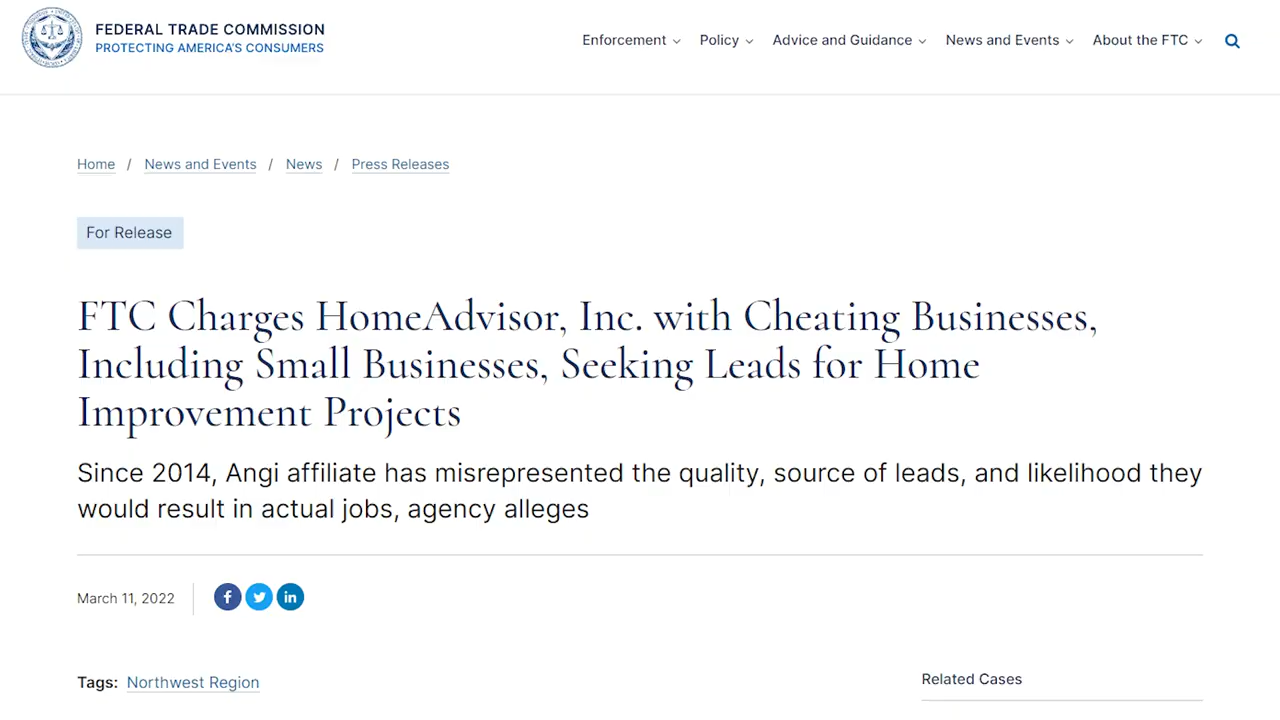 FEDERAL TRADE COMMISSION
PROTECTING AMERICA'S CONSUMERS
Enforcement Policy Advice and Guidance News and Events About the FTC
Home / News and Events / News / Press Releases
For Release
FTC Charges HomeAdvisor, Inc. with Cheating Businesses,
Including Small Businesses, Seeking Leads for Home
Improvement Projects
Since 2014, Angi affiliate has misrepresented the quality, source of leads, and likelihood they
would result in actual jobs, agency alleges
March 11, 2022
Tags: Northwest Region
Related Cases